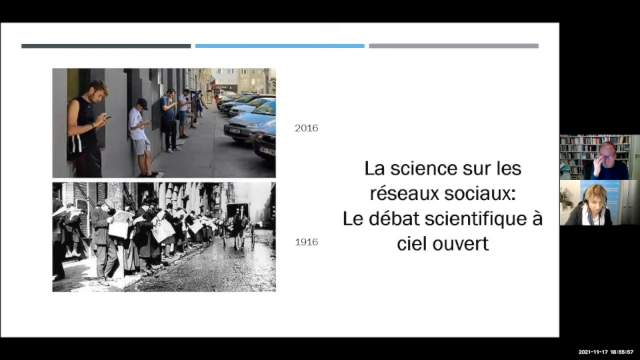 2016
1916
La science sur les
réseaux sociaux:
Le débat scientifique à
ciel ouvert
2021-11-17 18:55:57